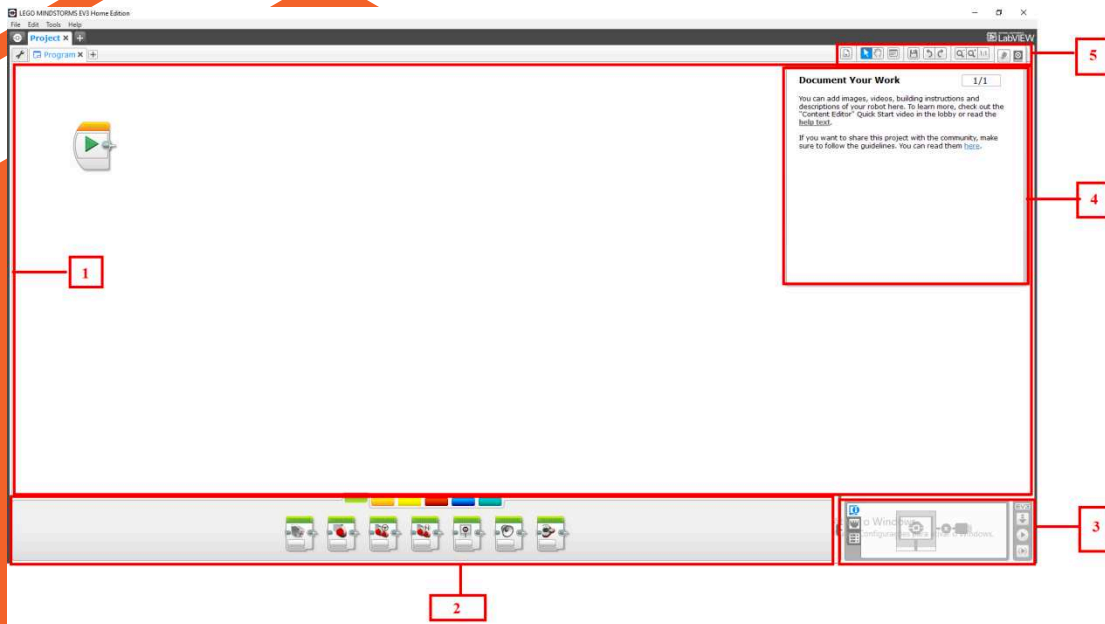 LEGO MINDSTORMS EV3 Home Edition
File Edit Tools Help
Project X +
LabVIEW
Program X +
1:1
5
Document Your Work
1/1
You can add images, videos, building instructions and
descriptions of your robot here. To learn more, check out the
"Content Editor" Quick Start video in the lobby or read the
help text.
If you want to share this project with the community, make
sure to follow the guidelines. You can read them here.
4
1
EV3
3
2